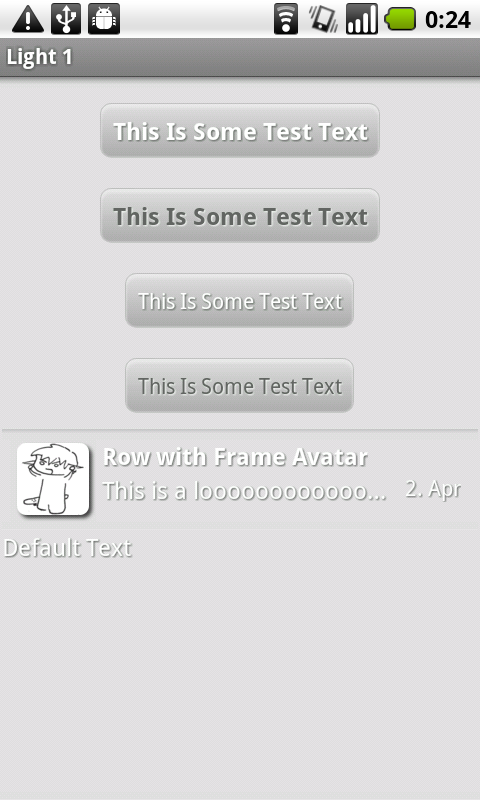 0:24
Light 1
This Is Some Test Text
This Is Some Test Text
This Is Some Test Text
This Is Some Test Text
Row with Frame Avatar
This is a looooooooooooo... 2. Apr
Default Text